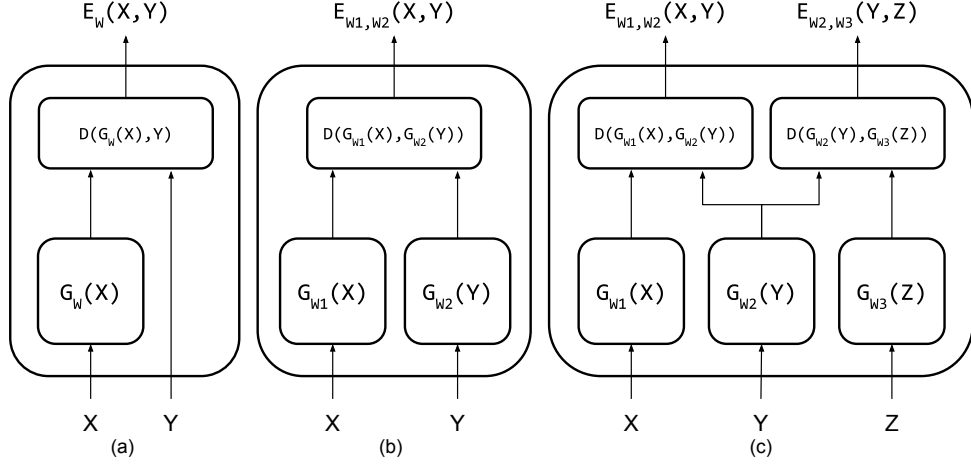 E_W(X,Y)
E_W1,W2(X,Y)
E_W1,W2(X,Y)
E_W2,W3(Y,Z)
D(G_W(X),Y)
D(G_W1(X),G_W2(Y))
D(G_W1(X),G_W2(Y))
D(G_W2(Y),G_W3(Z))
G_W(X)
G_W1(X)
G_W2(Y)
G_W1(X)
G_W2(Y)
G_W3(Z)
X
Y
X
Y
X
Y
Z
(a)
(b)
(c)